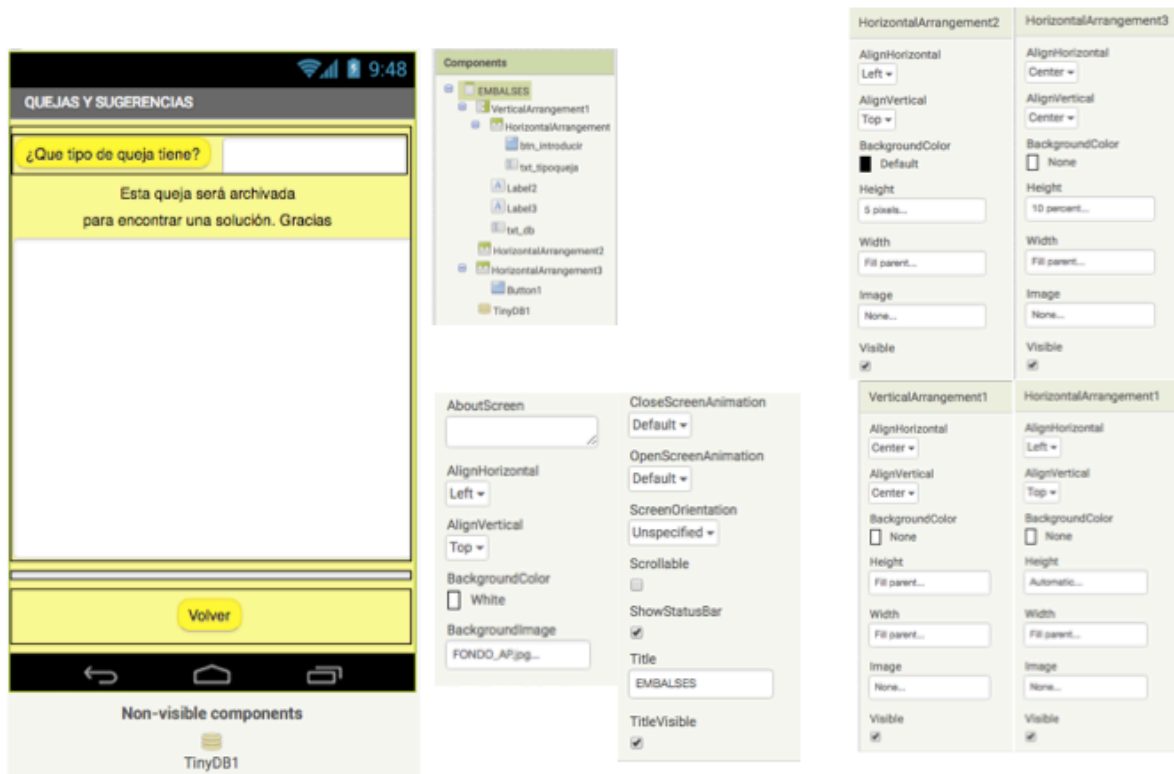 9:48
QUEJAS Y SUGERENCIAS
¿Que tipo de queja tiene?
Esta queja será archivada
para encontrar una solución. Gracias
Volver
Non-visible components
TinyDB1
Components
EMBALSES
VerticalArrangement1
HorizontalArrangement
btn_introducir
txt_tipoqueja
Label2
Label3
txt_db
HorizontalArrangement2
HorizontalArrangement3
Button1
TinyDB1
AboutScreen
AlignHorizontal
Left
AlignVertical
Top
BackgroundColor
White
BackgroundImage
FONDO_AP.jpg...
CloseScreenAnimation
Default
OpenScreenAnimation
Default
ScreenOrientation
Unspecified
Scrollable
ShowStatusBar
Title
EMBALSES
TitleVisible
HorizontalArrangement2
AlignHorizontal
Left
AlignVertical
Top
BackgroundColor
Default
Height
5 pixels...
Width
Fill parent...
Image
None...
Visible
HorizontalArrangement3
AlignHorizontal
Center
AlignVertical
Center
BackgroundColor
None
Height
10 percent...
Width
Fill parent...
Image
None...
Visible
VerticalArrangement1
AlignHorizontal
Center
AlignVertical
Center
BackgroundColor
None
Height
Fill parent...
Width
Fill parent...
Image
None...
Visible
HorizontalArrangement1
AlignHorizontal
Left
AlignVertical
Top
BackgroundColor
None
Height
Automatic...
Width
Fill parent...
Image
None...
Visible